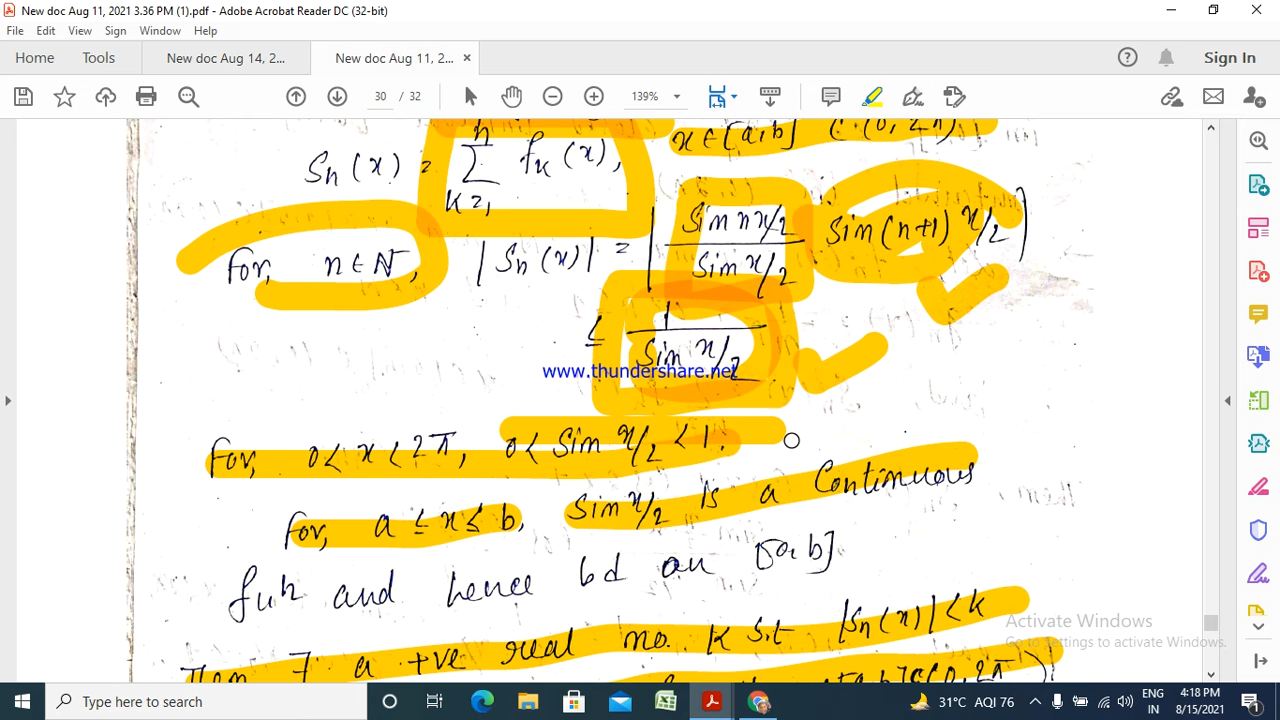 New doc Aug 11, 2021 3.36 PM (1).pdf - Adobe Acrobat Reader DC (32-bit)
File Edit View Sign Window Help
Home Tools New doc Aug 14, 2... New doc Aug 11, 2... × Sign In
30 / 32 139%
x ∈ [a, b] ⊂ (0, 2π)
Sn(x) = n Σ k=1 fk(x),
For, n ∈ N, |Sn(x)| = | Sin nx/2 / Sin x/2 . Sin(n+1) x/2 |
≤ 1 / Sin x/2
www.thundershare.net
For, 0 < x < 2π, 0 < Sin x/2 < 1.
For, a ≤ x ≤ b, Sin x/2 is a Continuous
fun and hence bd on [a, b]
Then ∃ a +ve real no. K s.t |Sn(x)| < k
Activate Windows
Go to Settings to activate Windows.
Type here to search
31°C AQI 76
ENG
IN
4:18 PM
8/15/2021
1